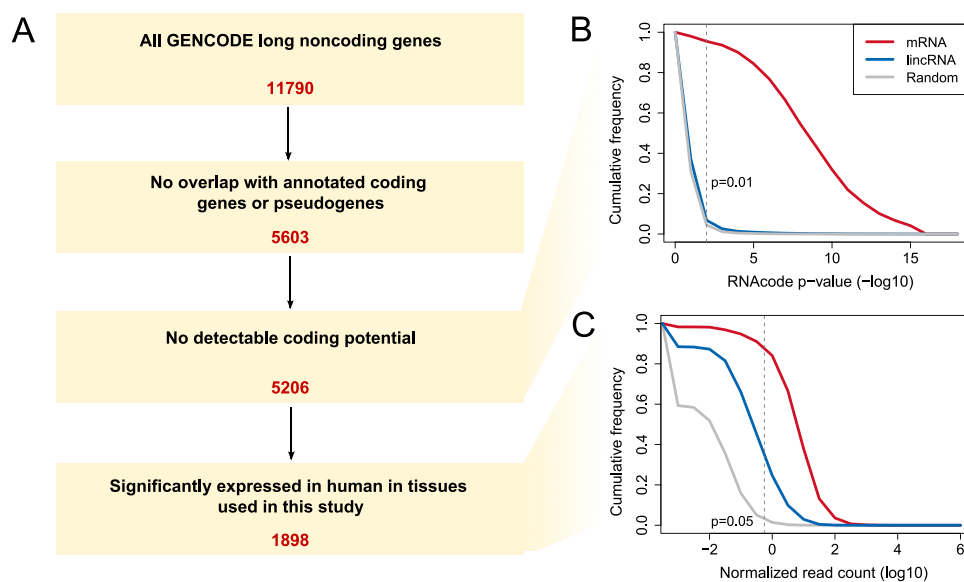 A
All GENCODE long noncoding genes
11790
No overlap with annotated coding
genes or pseudogenes
5603
No detectable coding potential
5206
Significantly expressed in human in tissues
used in this study
1898
B
mRNA
lincRNA
Random
Cumulative frequency
0.0 0.2 0.4 0.6 0.8 1.0
p=0.01
0 5 10 15
RNAcode p−value (−log10)
C
Cumulative frequency
0.0 0.2 0.4 0.6 0.8 1.0
p=0.05
−2 0 2 4 6
Normalized read count (log10)